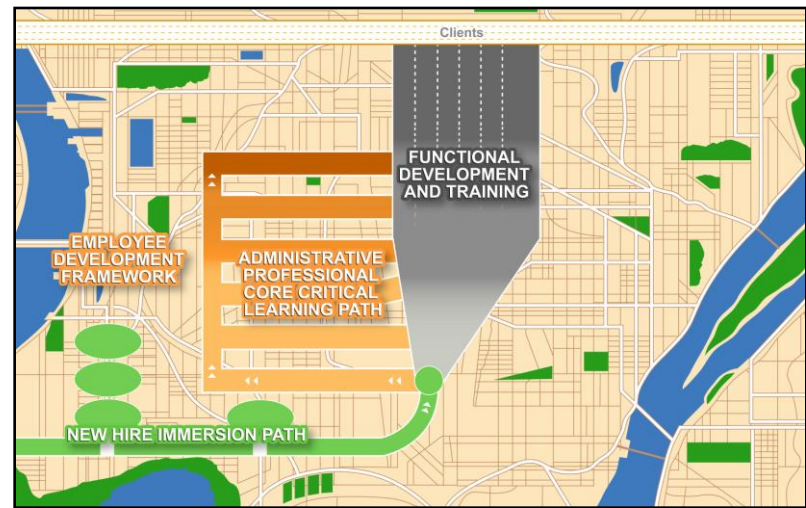 Clients
FUNCTIONAL
DEVELOPMENT
AND TRAINING
EMPLOYEE
DEVELOPMENT
FRAMEWORK
ADMINISTRATIVE
PROFESSIONAL
CORE CRITICAL
LEARNING PATH
NEW HIRE IMMERSION PATH